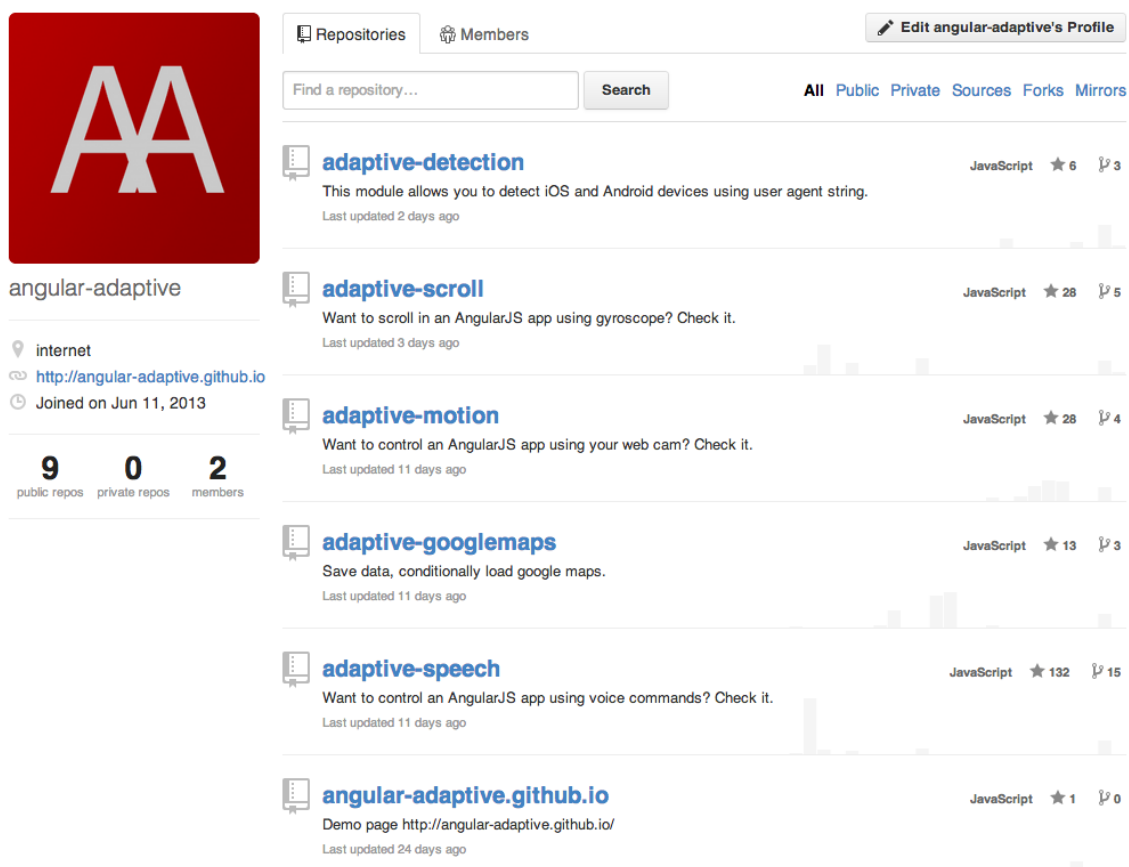 AA
angular-adaptive
internet
http://angular-adaptive.github.io
Joined on Jun 11, 2013
9 0 2
public repos private repos members
Repositories Members Edit angular-adaptive's Profile
Find a repository... Search All Public Private Sources Forks Mirrors
adaptive-detection JavaScript 6 3
This module allows you to detect iOS and Android devices using user agent string.
Last updated 2 days ago
adaptive-scroll JavaScript 28 5
Want to scroll in an AngularJS app using gyroscope? Check it.
Last updated 3 days ago
adaptive-motion JavaScript 28 4
Want to control an AngularJS app using your web cam? Check it.
Last updated 11 days ago
adaptive-googlemaps JavaScript 13 3
Save data, conditionally load google maps.
Last updated 11 days ago
adaptive-speech JavaScript 132 15
Want to control an AngularJS app using voice commands? Check it.
Last updated 11 days ago
angular-adaptive.github.io JavaScript 1 0
Demo page http://angular-adaptive.github.io/
Last updated 24 days ago